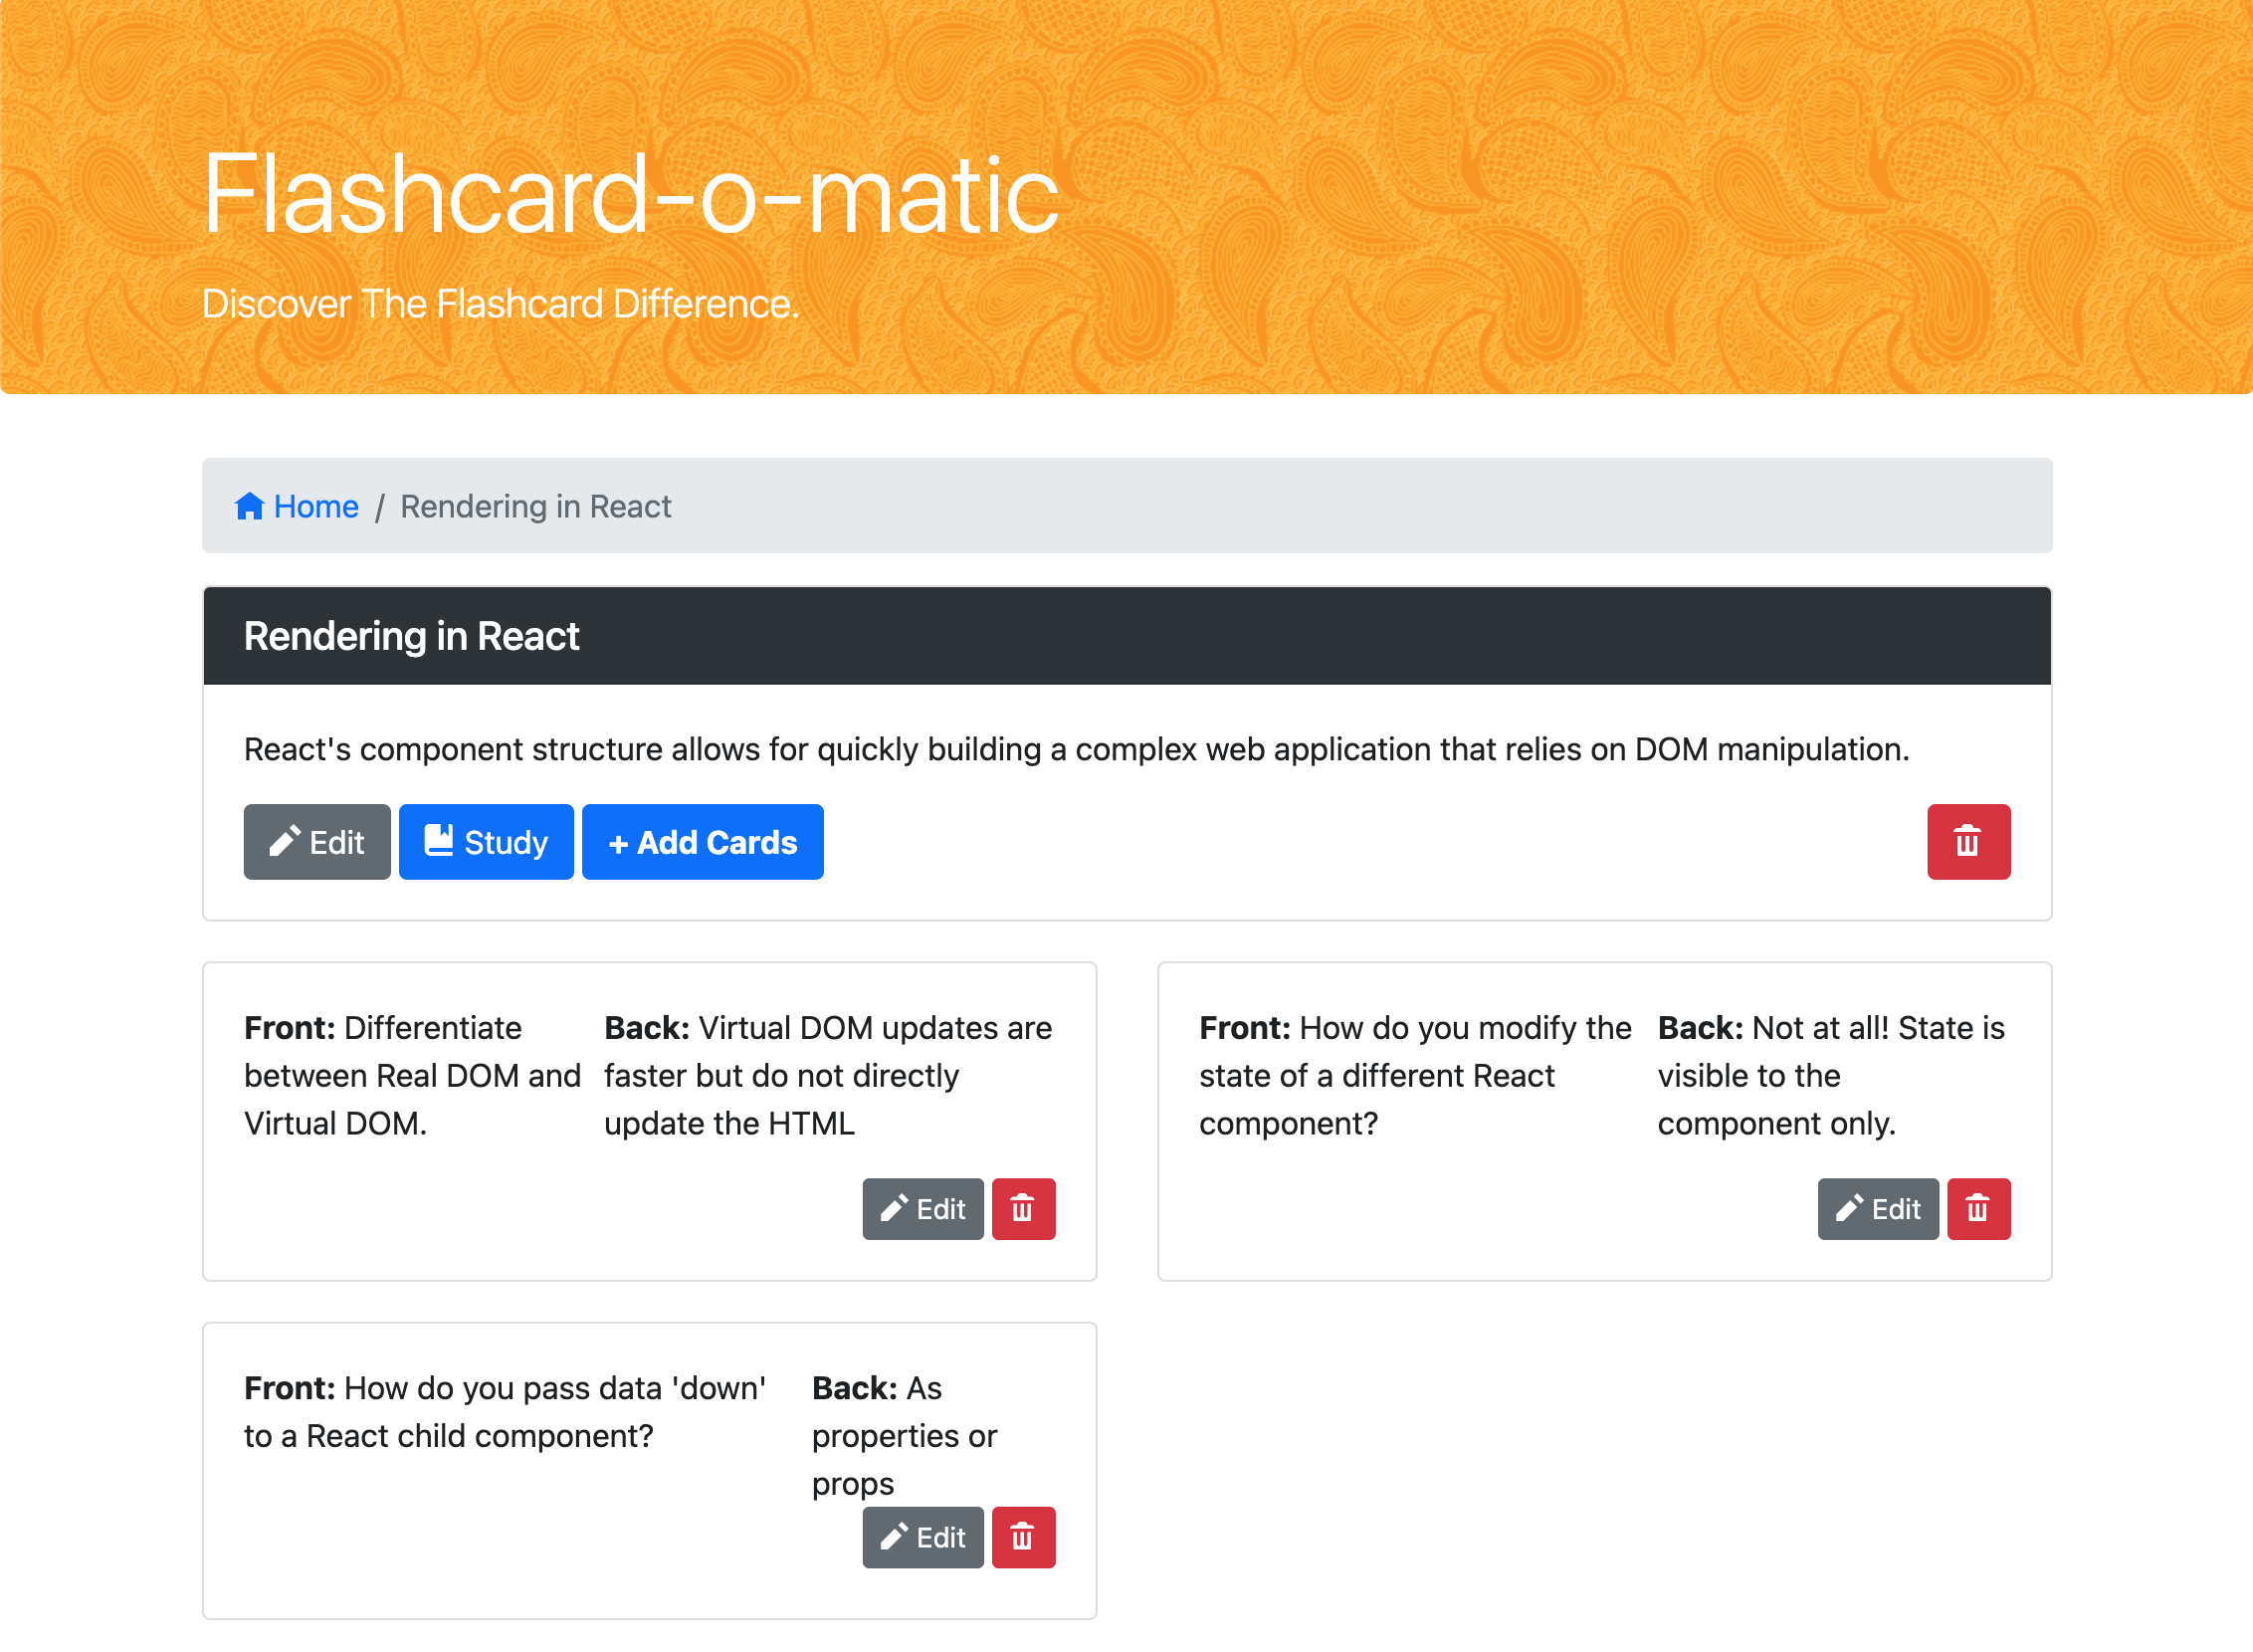 Flashcard-o-matic
Discover The Flashcard Difference.
Home / Rendering in React
Rendering in React
React's component structure allows for quickly building a complex web application that relies on DOM manipulation.
Edit Study + Add Cards
Front: Differentiate
between Real DOM and
Virtual DOM.
Back: Virtual DOM updates are
faster but do not directly
update the HTML
Edit
Front: How do you modify the
state of a different React
component?
Back: Not at all! State is
visible to the
component only.
Edit
Front: How do you pass data 'down'
to a React child component?
Back: As
properties or
props
Edit